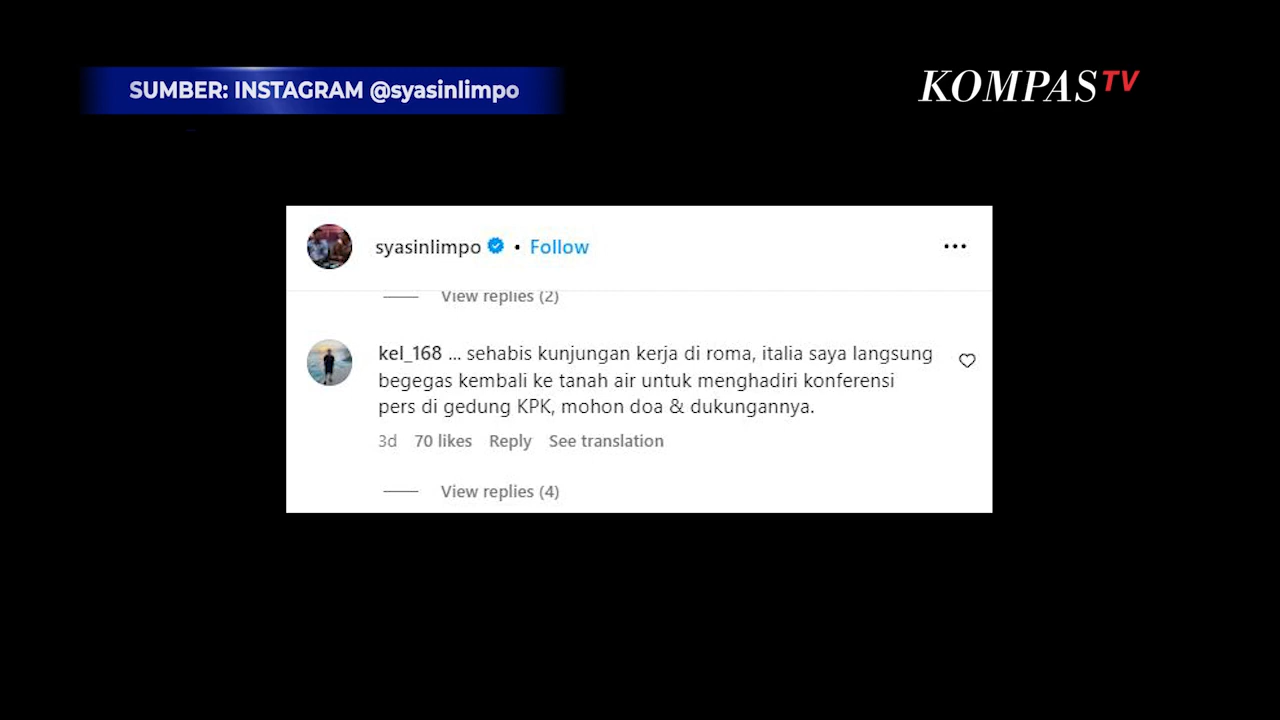 SUMBER: INSTAGRAM @syasinlimpo
KOMPAS TV
syasinlimpo • Follow
View replies (2)
kel_168 ... sehabis kunjungan kerja di roma, italia saya langsung
begegas kembali ke tanah air untuk menghadiri konferensi
pers di gedung KPK, mohon doa & dukungannya.
3d 70 likes Reply See translation
View replies (4)